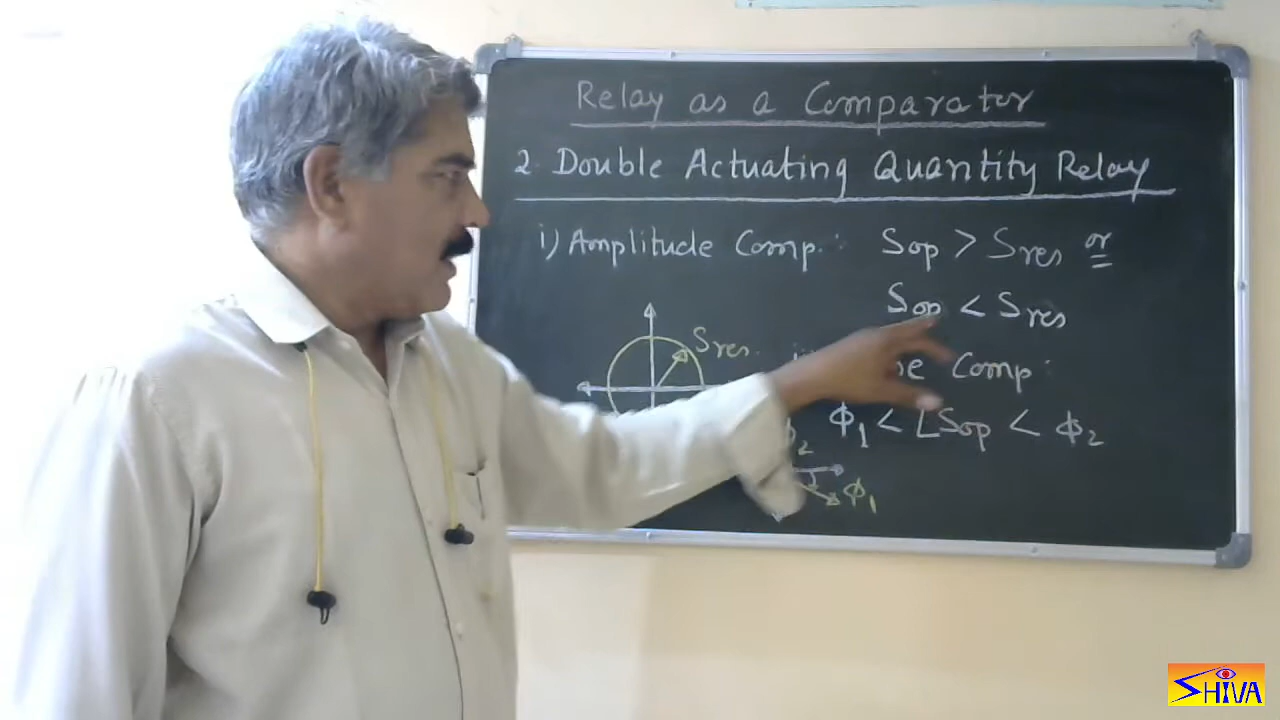 Relay as a Comparator
2. Double Actuating Quantity Relay
i) Amplitude Comp. : Sop > Sres or
Sop < Sres
Sres.
Comp :
ϕ1 < ∠Sop < ϕ2
ϕ2
ϕ1
SHIVA